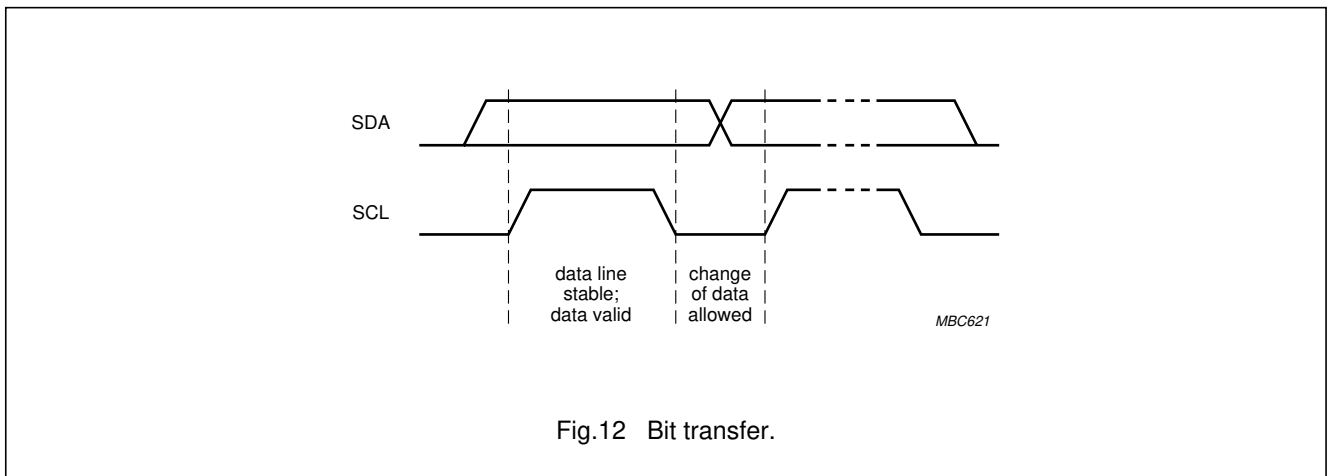 SDA
SCL
data line
stable;
data valid
change
of data
allowed
MBC621
Fig.12 Bit transfer.